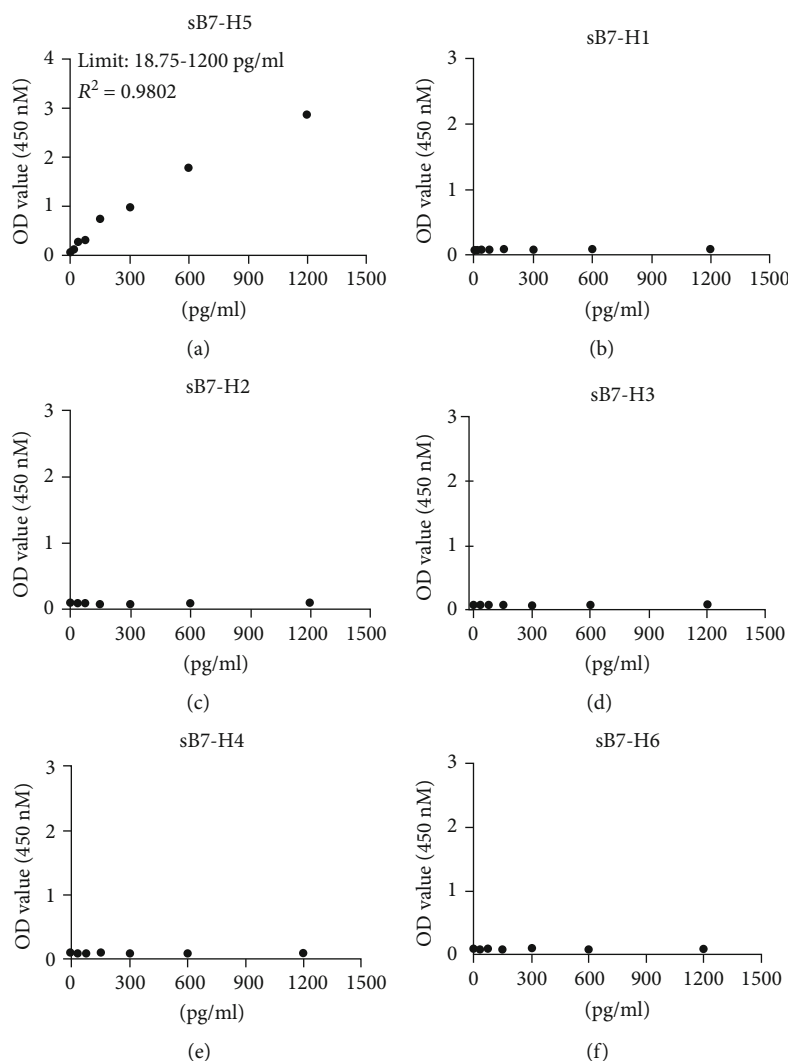 sB7-H5
Limit: 18.75-1200 pg/ml
R² = 0.9802
OD value (450 nM)
4
3
2
1
0
0 300 600 900 1200 1500
(pg/ml)
(a)
sB7-H1
OD value (450 nM)
3
2
1
0
0 300 600 900 1200 1500
(pg/ml)
(b)
sB7-H2
OD value (450 nM)
3
2
1
0
0 300 600 900 1200 1500
(pg/ml)
(c)
sB7-H3
OD value (450 nM)
3
2
1
0
0 300 600 900 1200 1500
(pg/ml)
(d)
sB7-H4
OD value (450 nM)
3
2
1
0
0 300 600 900 1200 1500
(pg/ml)
(e)
sB7-H6
OD value (450 nM)
3
2
1
0
0 300 600 900 1200 1500
(pg/ml)
(f)